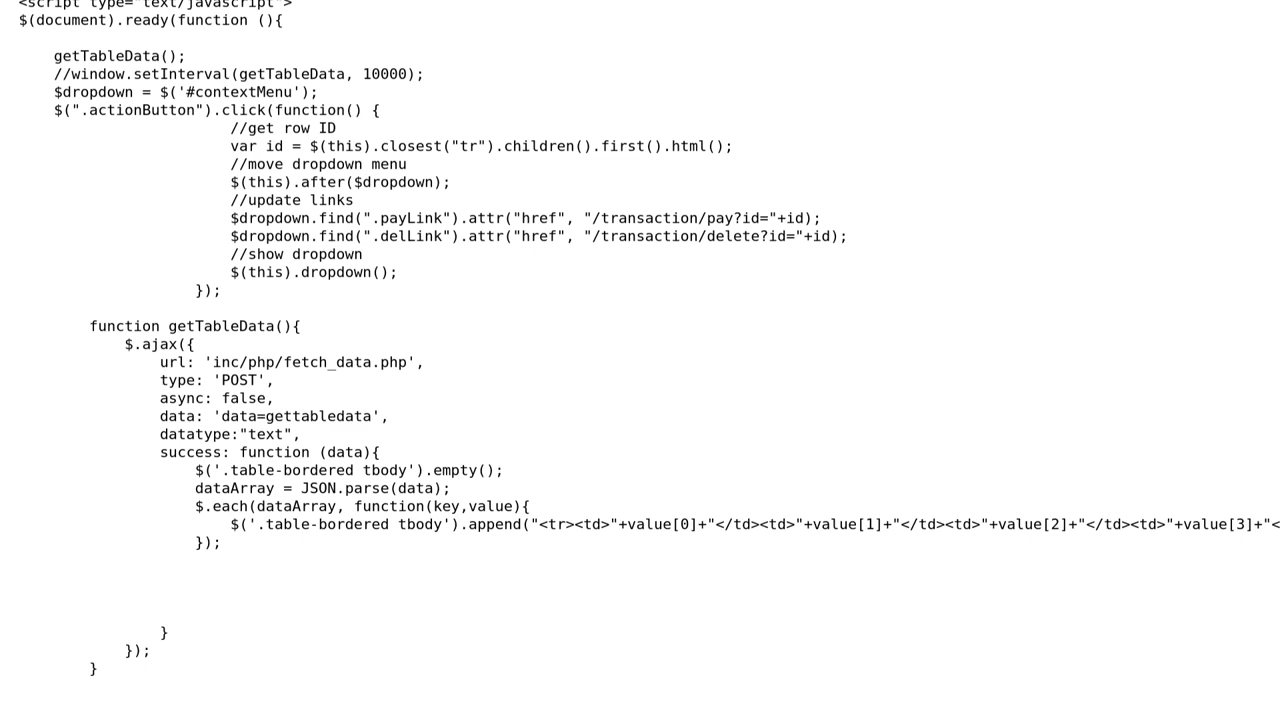 <script type="text/javascript">
$(document).ready(function (){
getTableData();
//window.setInterval(getTableData, 10000);
$dropdown = $('#contextMenu');
$(".actionButton").click(function() {
//get row ID
var id = $(this).closest("tr").children().first().html();
//move dropdown menu
$(this).after($dropdown);
//update links
$dropdown.find(".payLink").attr("href", "/transaction/pay?id="+id);
$dropdown.find(".delLink").attr("href", "/transaction/delete?id="+id);
//show dropdown
$(this).dropdown();
});
function getTableData(){
$.ajax({
url: 'inc/php/fetch_data.php',
type: 'POST',
async: false,
data: 'data=gettabledata',
datatype:"text",
success: function (data){
$('.table-bordered tbody').empty();
dataArray = JSON.parse(data);
$.each(dataArray, function(key,value){
$('.table-bordered tbody').append("<tr><td>"+value[0]+"</td><td>"+value[1]+"</td><td>"+value[2]+"</td><td>"+value[3]+"<
});
}
});
}